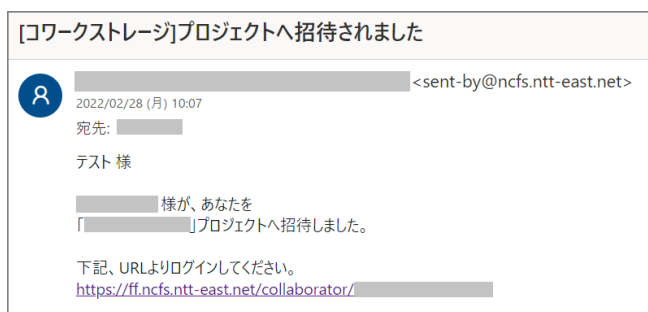 [コワークストレージ]プロジェクトへ招待されました
<sent-by@ncfs.ntt-east.net>
2022/02/28 (月) 10:07
宛先:
テスト 様
様が、あなたを
「 」プロジェクトへ招待しました。
下記、URLよりログインしてください。
https://ff.ncfs.ntt-east.net/collaborator/